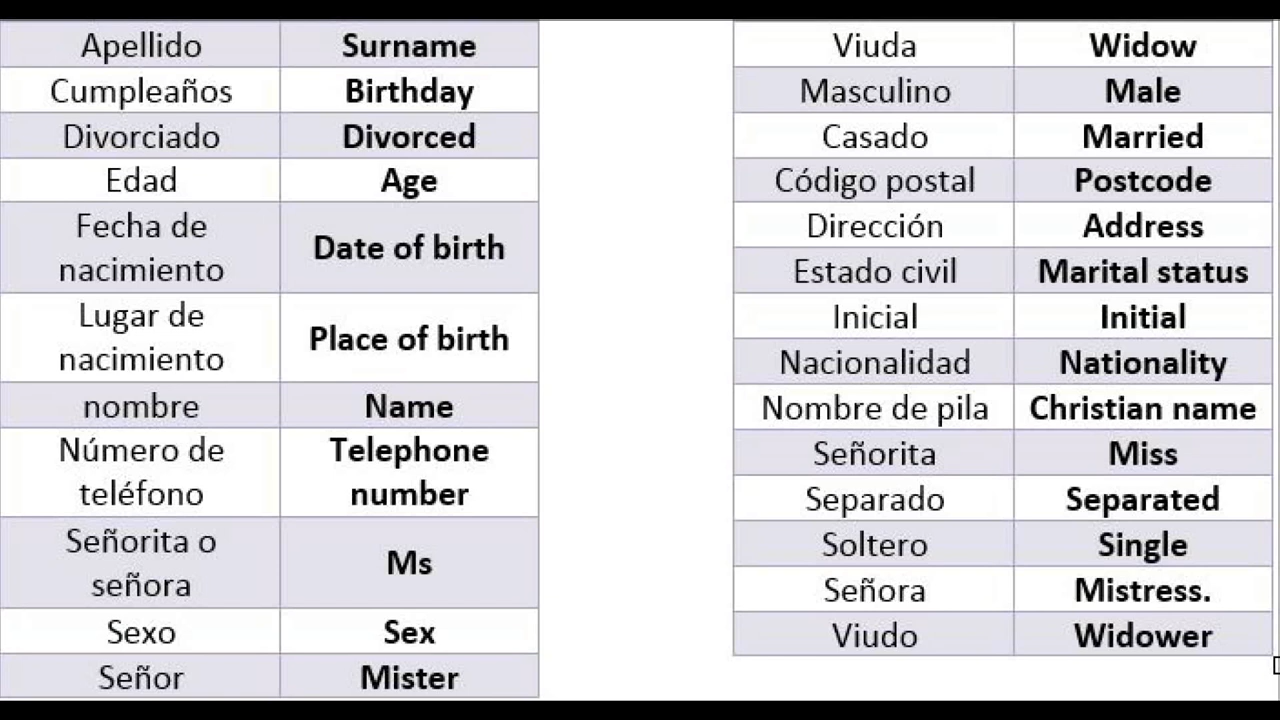 Apellido Surname
Cumpleaños Birthday
Divorciado Divorced
Edad Age
Fecha de
nacimiento
Date of birth
Lugar de
nacimiento
Place of birth
nombre Name
Número de
teléfono
Telephone
number
Señorita o
señora
Ms
Sexo Sex
Señor Mister
Viuda Widow
Masculino Male
Casado Married
Código postal Postcode
Dirección Address
Estado civil Marital status
Inicial Initial
Nacionalidad Nationality
Nombre de pila Christian name
Señorita Miss
Separado Separated
Soltero Single
Señora Mistress.
Viudo Widower